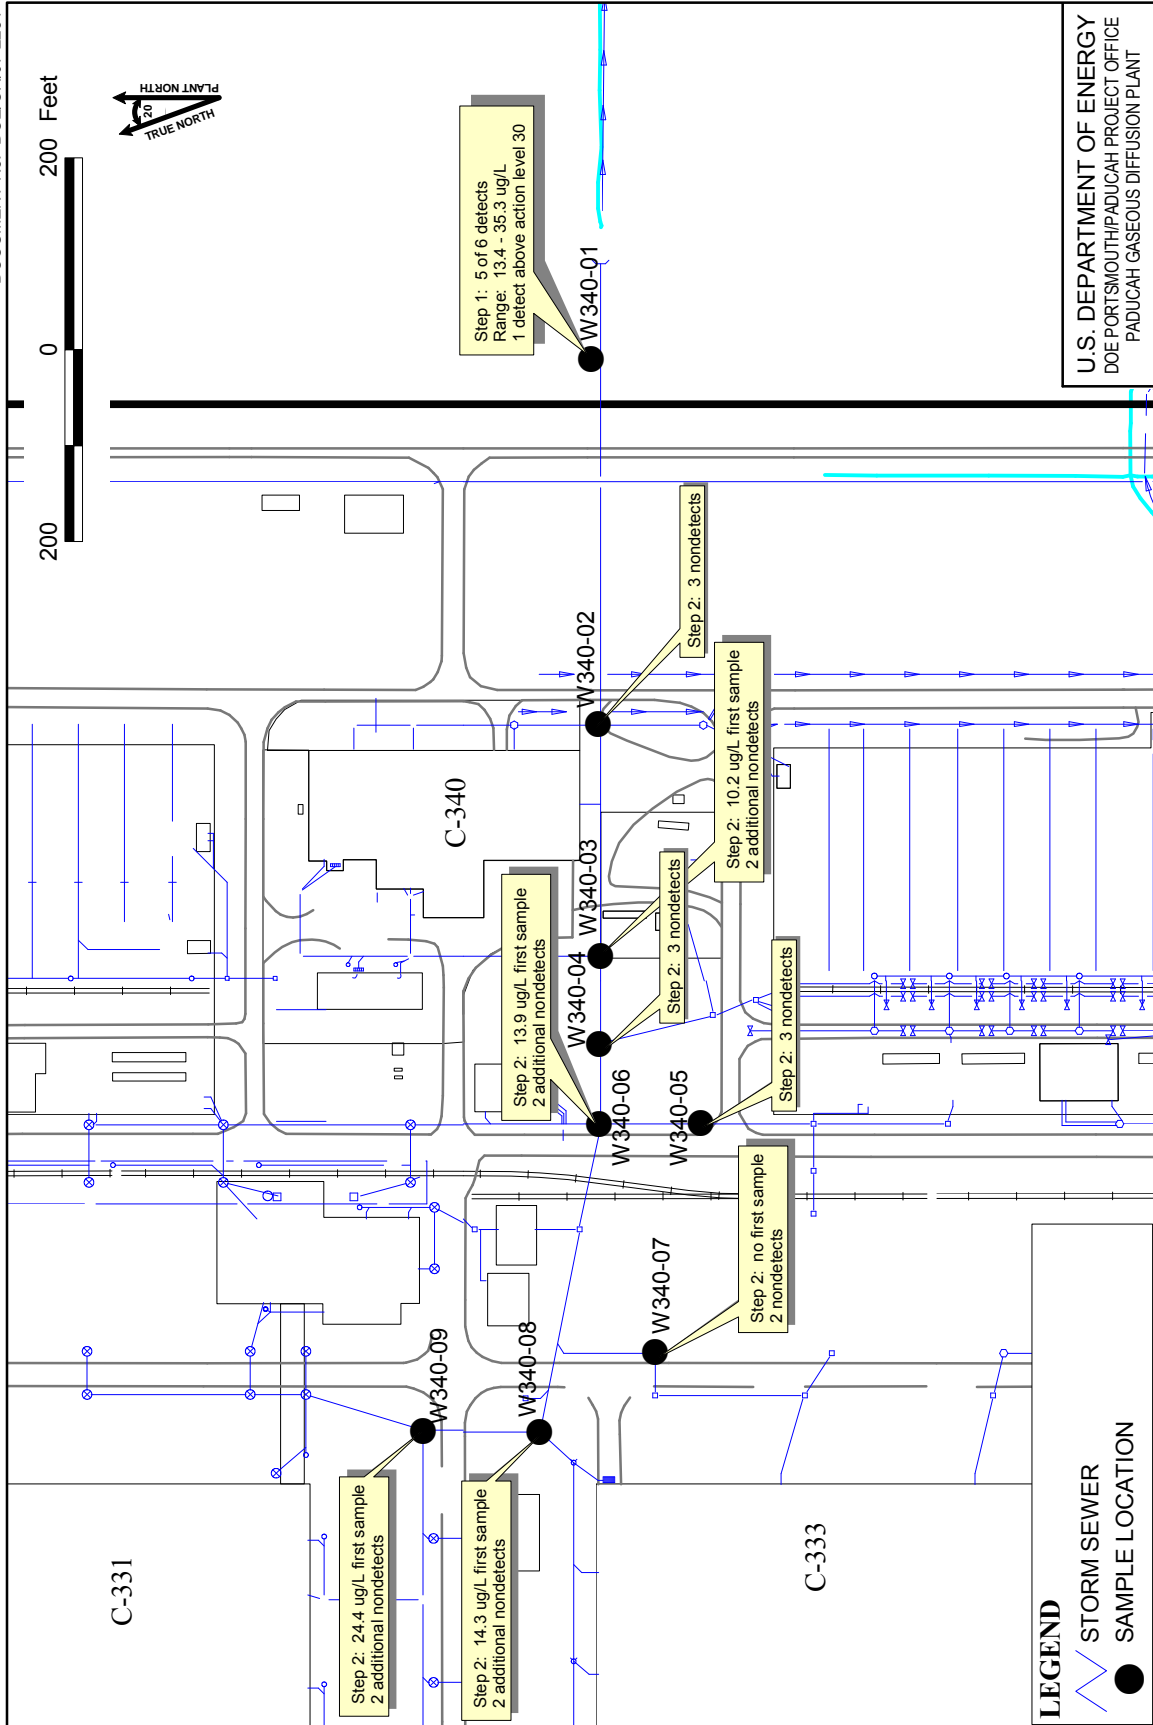 200 0 200 Feet
PLANT NORTH
20
TRUE NORTH
Step 1: 5 of 6 detects
Range: 13.4 - 35.3 ug/L
1 detect above action level 30
W340-01
Step 2: 3 nondetects
W340-02
Step 2: 10.2 ug/L first sample
2 additional nondetects
W340-03
C-340
Step 2: 3 nondetects
W340-04
Step 2: 13.9 ug/L first sample
2 additional nondetects
W340-06
Step 2: 3 nondetects
W340-05
Step 2: no first sample
2 nondetects
W340-07
W340-08
Step 2: 14.3 ug/L first sample
2 additional nondetects
W340-09
Step 2: 24.4 ug/L first sample
2 additional nondetects
C-331
C-333
LEGEND
STORM SEWER
SAMPLE LOCATION
U.S. DEPARTMENT OF ENERGY
DOE PORTSMOUTH/PADUCAH PROJECT OFFICE
PADUCAH GASEOUS DIFFUSION PLANT